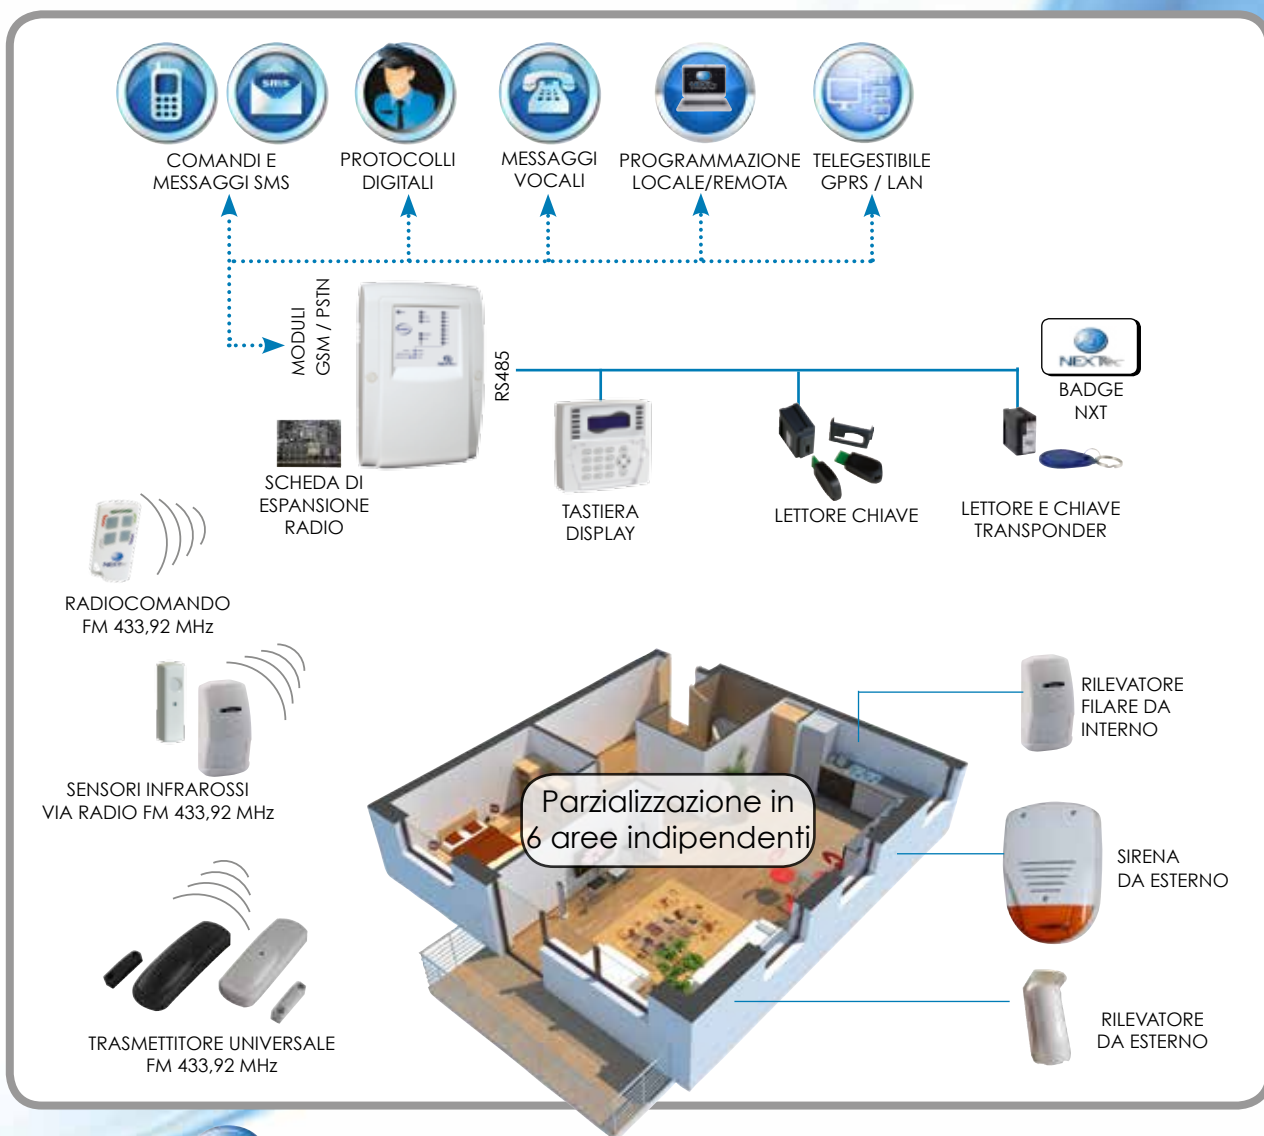 SMS
COMANDI E
MESSAGGI SMS
PROTOCOLLI
DIGITALI
MESSAGGI
VOCALI
PROGRAMMAZIONE
LOCALE/REMOTA
TELEGESTIBILE
GPRS / LAN
MODULI
GSM / PSTN
RS485
NEXTec
BADGE
NXT
SCHEDA DI
ESPANSIONE
RADIO
TASTIERA
DISPLAY
LETTORE CHIAVE
LETTORE E CHIAVE
TRANSPONDER
RADIOCOMANDO
FM 433,92 MHz
SENSORI INFRAROSSI
VIA RADIO FM 433,92 MHz
TRASMETTITORE UNIVERSALE
FM 433,92 MHz
Parzializzazione in
6 aree indipendenti
RILEVATORE
FILARE DA
INTERNO
SIRENA
DA ESTERNO
RILEVATORE
DA ESTERNO